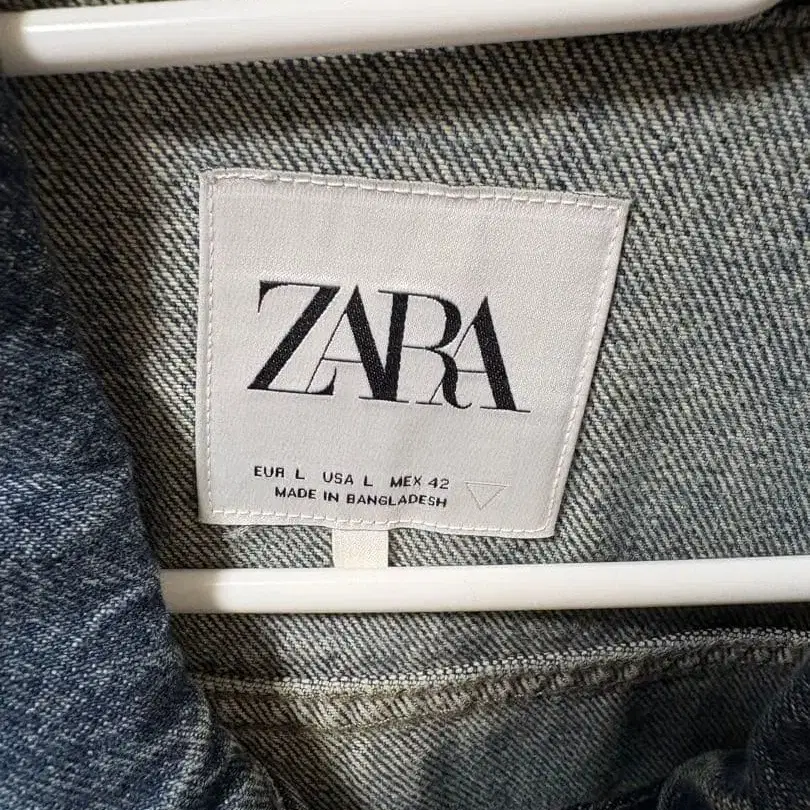 ZARA
EUR L USA L MEX 42
MADE IN BANGLADESH